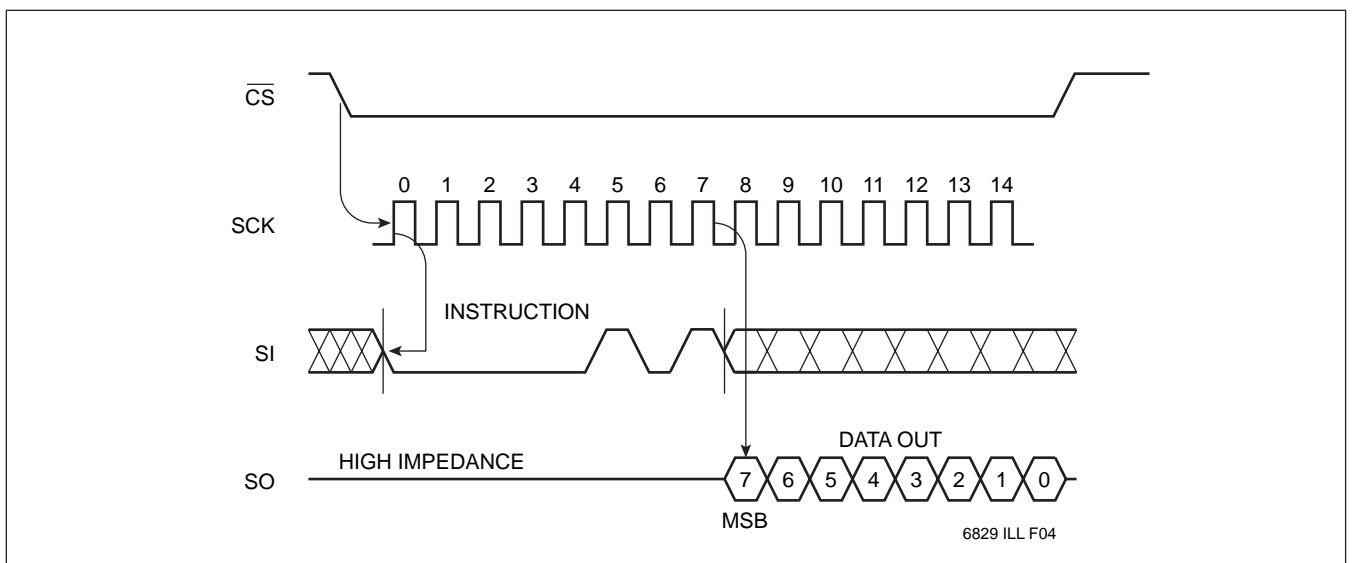 CS
0 1 2 3 4 5 6 7 8 9 10 11 12 13 14
SCK
INSTRUCTION
SI
DATA OUT
HIGH IMPEDANCE
SO
7 6 5 4 3 2 1 0
MSB
6829 ILL F04